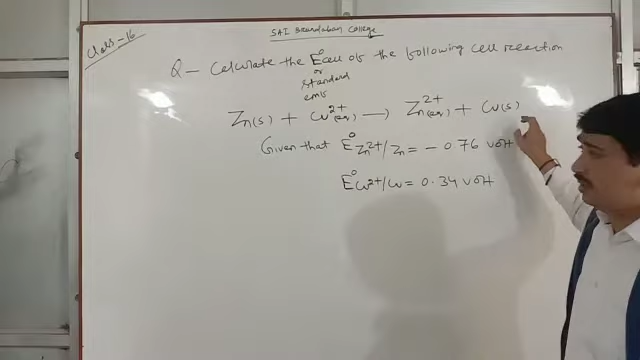 SAI Brundaban College
Class-16
Q- Calculate the E°cell of the following cell reaction
or
standard
emf
Zn(s) + Cu2+(aq) → Zn2+(aq) + Cu(s)
Given that E°Zn2+/Zn = -0.76 volt
E°Cu2+/Cu = 0.34 volt